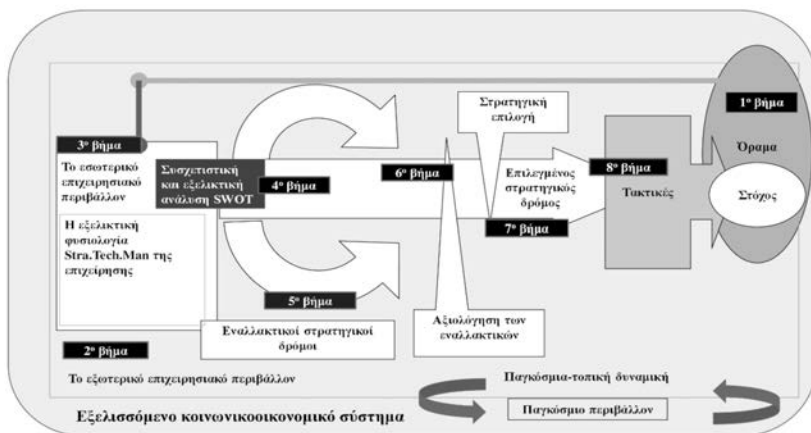 1ο βήμα
Όραμα
Στόχος
Στρατηγική
επιλογή
3ο βήμα
Το εσωτερικό
επιχειρησιακό
περιβάλλον
Συσχετιστική
και εξελικτική
ανάλυση SWOT
4ο βήμα
6ο βήμα
Επιλεγμένος
στρατηγικός
δρόμος
7ο βήμα
8ο βήμα
Τακτικές
Η εξελικτική
φυσιολογία
Stra.Tech.Man της
επιχείρησης
5ο βήμα
Εναλλακτικοί στρατηγικοί
δρόμοι
Αξιολόγηση των
εναλλακτικών
2ο βήμα
Το εξωτερικό επιχειρησιακό περιβάλλον
Παγκόσμια-τοπική δυναμική
Παγκόσμιο περιβάλλον
Εξελισσόμενο κοινωνικοοικονομικό σύστημα